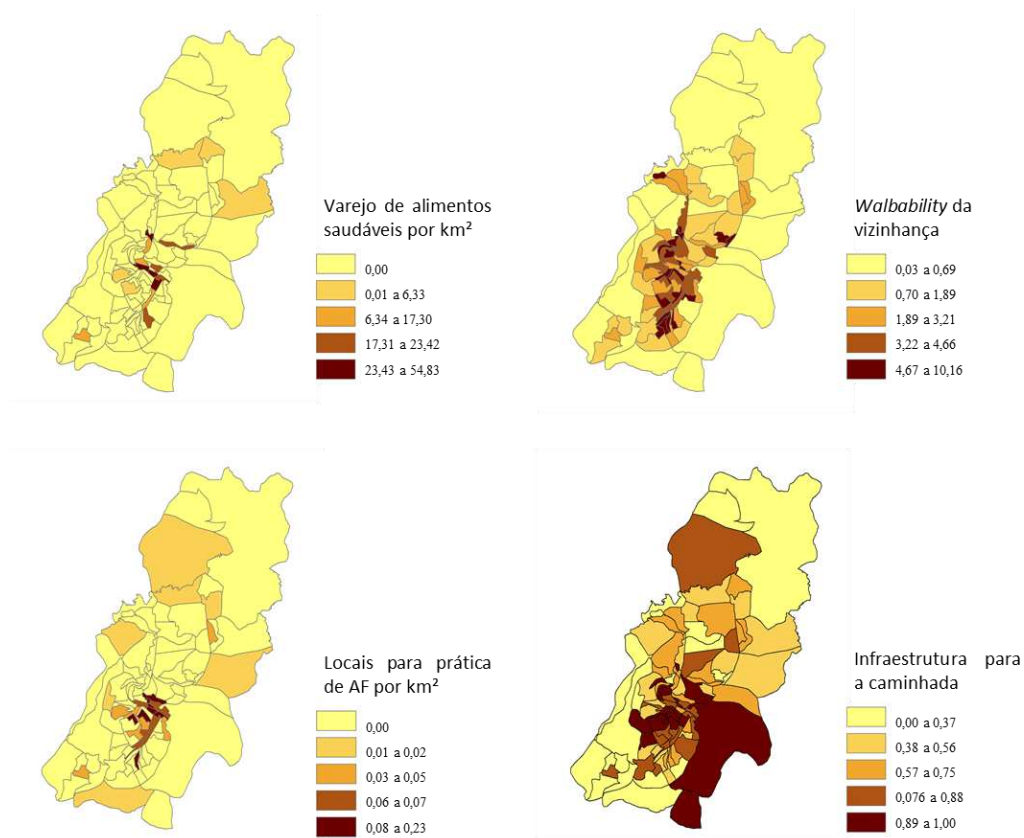 Varejo de alimentos
saudáveis por km²
0,00
0,01 a 6,33
6,34 a 17,30
17,31 a 23,42
23,43 a 54,83
Walbability da
vizinhança
0,03 a 0,69
0,70 a 1,89
1,89 a 3,21
3,22 a 4,66
4,67 a 10,16
Locais para prática
de AF por km²
0,00
0,01 a 0,02
0,03 a 0,05
0,06 a 0,07
0,08 a 0,23
Infraestrutura para
a caminhada
0,00 a 0,37
0,38 a 0,56
0,57 a 0,75
0,076 a 0,88
0,89 a 1,00